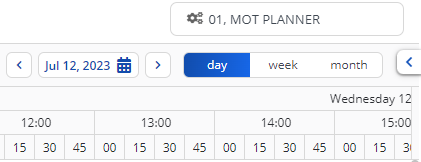 01, MOT PLANNER
Jul 12, 2023 day week month
Wednesday 12
12:00 13:00 14:00 15:00
15 30 45 00 15 30 45 00 15 30 45 00 15